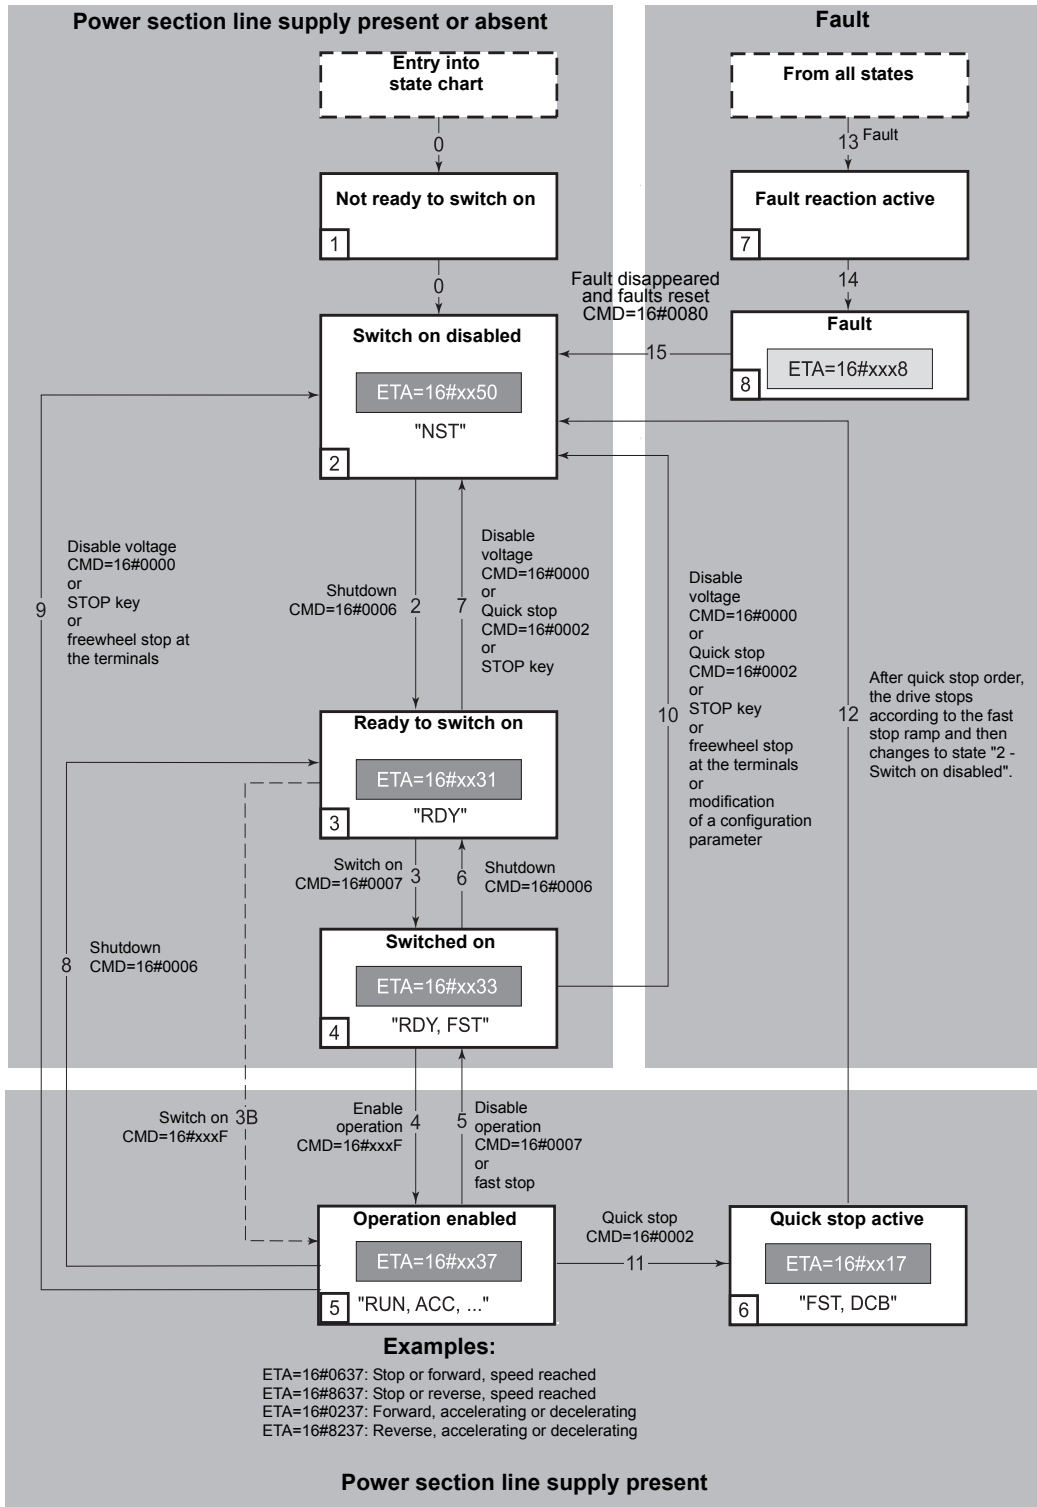 Power section line supply present or absent
Fault
Entry into
state chart
From all states
0
13
Fault
Not ready to switch on
1
Fault reaction active
7
0
14
Fault disappeared
and faults reset
CMD=16#0080
15
Switch on disabled
ETA=16#xx50
"NST"
2
Fault
ETA=16#xxx8
8
Disable voltage
CMD=16#0000
or
STOP key
or
freewheel stop at
the terminals
9
Shutdown
CMD=16#0006
2
7
Disable
voltage
CMD=16#0000
or
Quick stop
CMD=16#0002
or
STOP key
Disable
voltage
CMD=16#0000
or
Quick stop
CMD=16#0002
or
STOP key
or
freewheel stop
at the terminals
or
modification
of a configuration
parameter
10
12
After quick stop order,
the drive stops
according to the fast
stop ramp and then
changes to state "2 -
Switch on disabled".
Ready to switch on
ETA=16#xx31
"RDY"
3
Switch on
CMD=16#0007
3
6
Shutdown
CMD=16#0006
8
Shutdown
CMD=16#0006
Switched on
ETA=16#xx33
"RDY, FST"
4
Switch on
CMD=16#xxxF
3B
Enable
operation
CMD=16#xxxF
4
5
Disable
operation
CMD=16#0007
or
fast stop
Operation enabled
ETA=16#xx37
"RUN, ACC, ..."
5
Quick stop
CMD=16#0002
11
Quick stop active
ETA=16#xx17
"FST, DCB"
6
Examples:
ETA=16#0637: Stop or forward, speed reached
ETA=16#8637: Stop or reverse, speed reached
ETA=16#0237: Forward, accelerating or decelerating
ETA=16#8237: Reverse, accelerating or decelerating
Power section line supply present